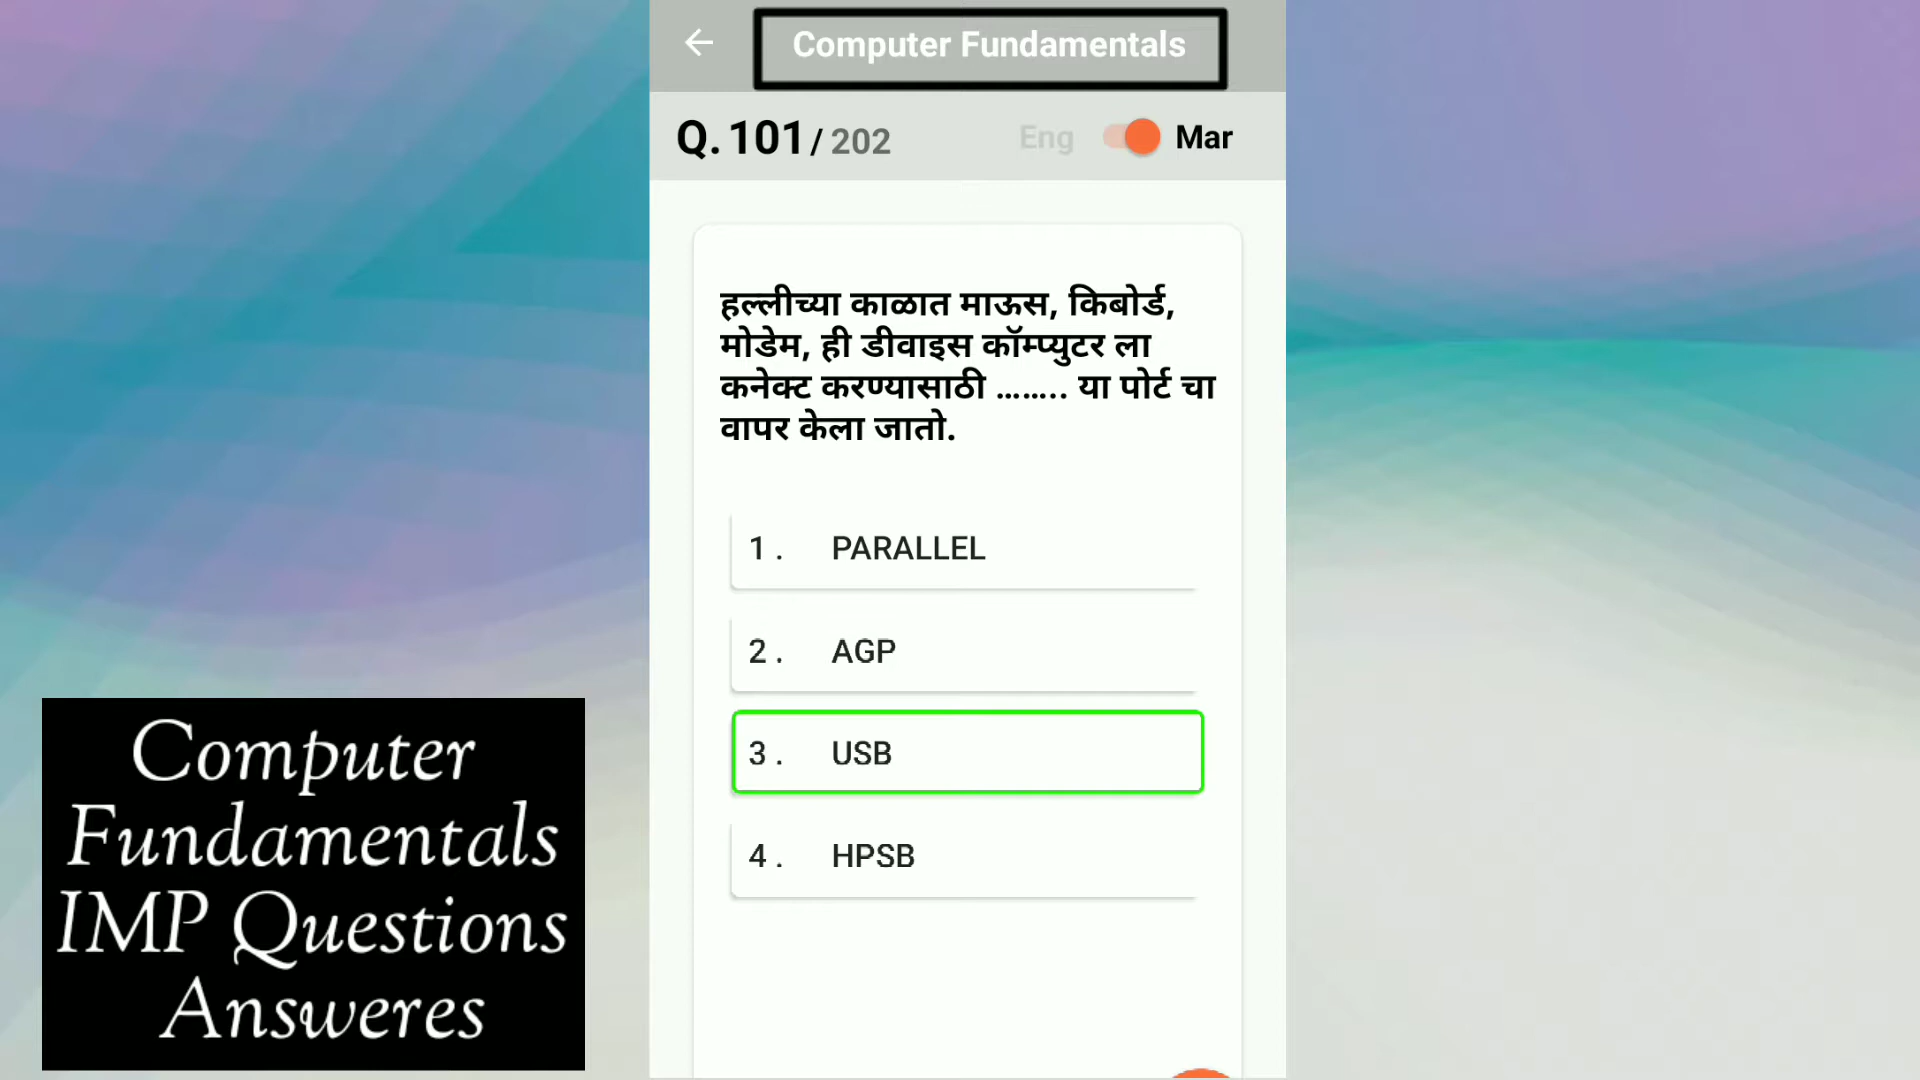 Computer Fundamentals
Q. 101 / 202
Eng
Mar
हल्लीच्या काळात माऊस, किबोर्ड,
मोडेम, ही डीवाइस कॉम्प्युटर ला
कनेक्ट करण्यासाठी …….. या पोर्ट चा
वापर केला जातो.
1 . PARALLEL
2 . AGP
3 . USB
4 . HPSB
Computer
Fundamentals
IMP Questions
Answeres